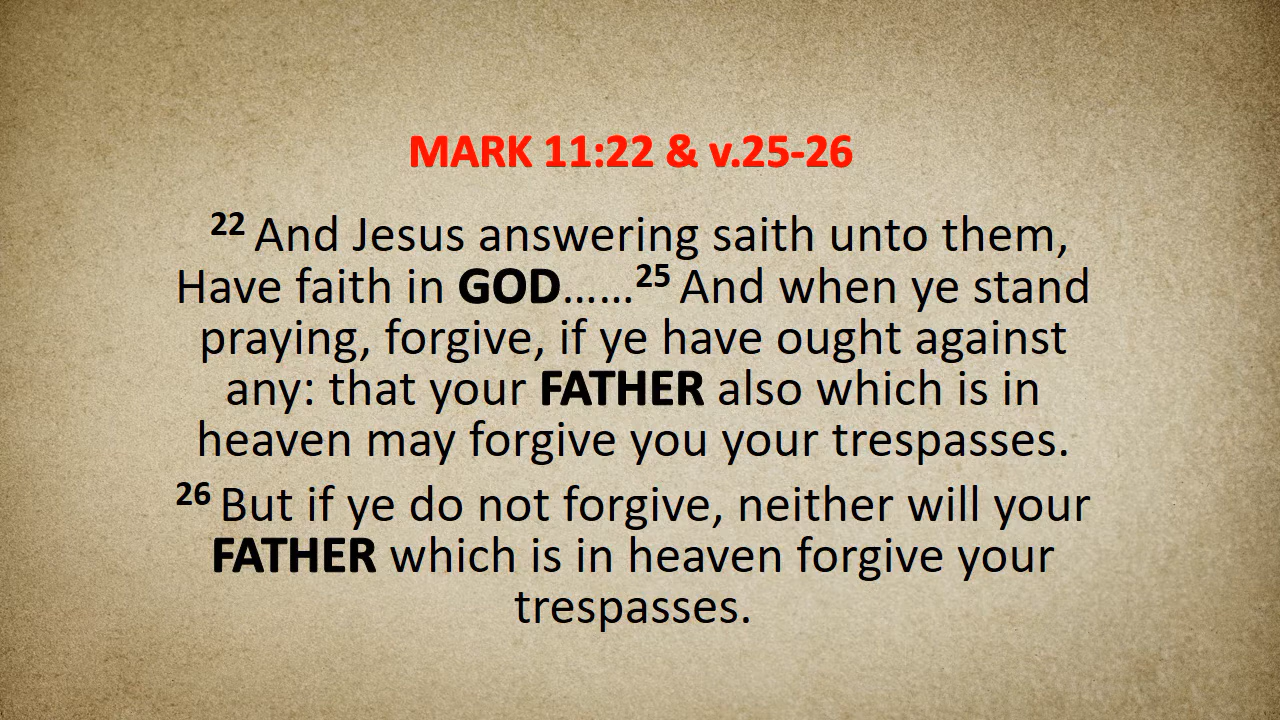 MARK 11:22 & v.25-26
22 And Jesus answering saith unto them,
Have faith in GOD……25 And when ye stand
praying, forgive, if ye have ought against
any: that your FATHER also which is in
heaven may forgive you your trespasses.
26 But if ye do not forgive, neither will your
FATHER which is in heaven forgive your
trespasses.